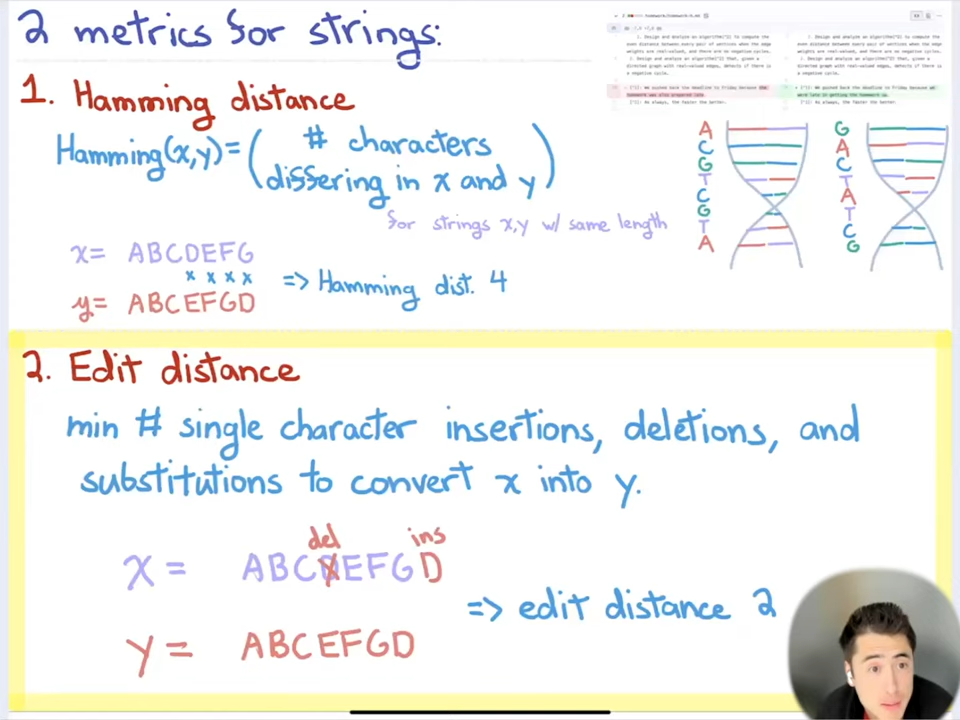 2 metrics for strings:
1. Hamming distance
Hamming(x,y)= ( # characters
differing in x and y )
for strings x,y w/ same length
x= ABCDEFG
x x x x => Hamming dist. 4
y= ABCEFGD
A
C
G
T
C
G
T
A
G
A
C
T
A
T
C
G
2. Edit distance
min # single character insertions, deletions, and
substitutions to convert x into y.
del ins
x = ABCDEFGD
=> edit distance 2
y = ABCEFGD